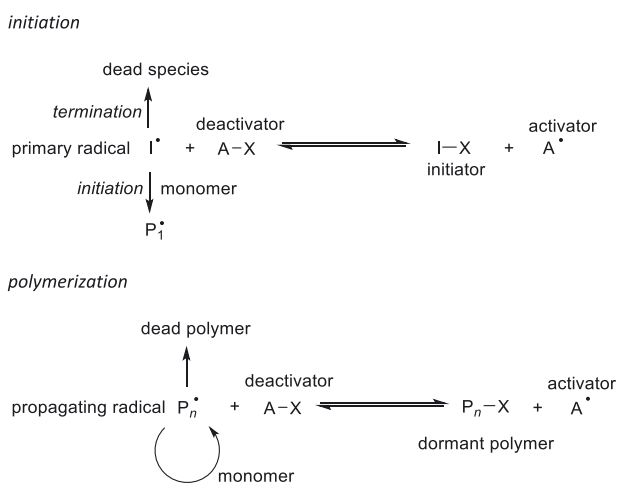 initiation
dead species
termination
deactivator
activator
primary radical I• + A–X I–X + A•
initiator
initiation monomer
P1•
polymerization
dead polymer
deactivator
activator
propagating radical Pn• + A–X Pn–X + A•
dormant polymer
monomer